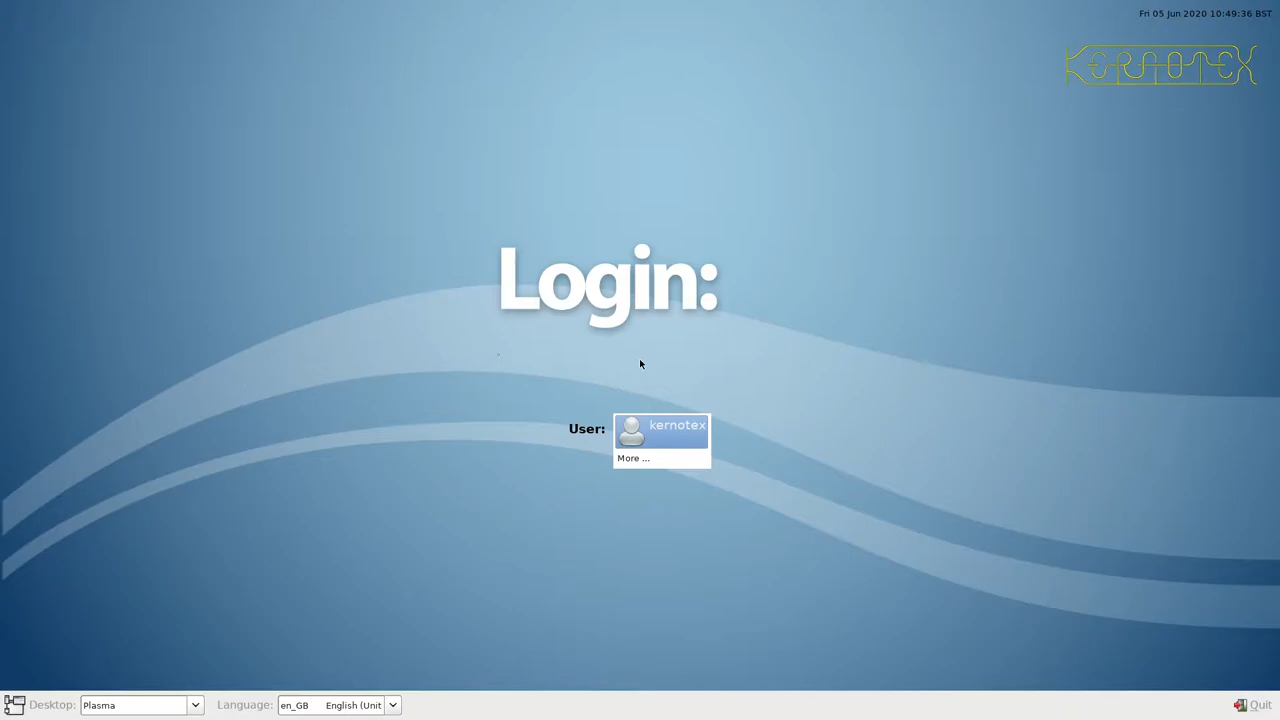 Fri 05 Jun 2020 10:49:36 BST
KERNOTEX
Login:
User:
kernotex
More ...
Desktop:
Plasma
Language:
en_GB English (Unit
Quit